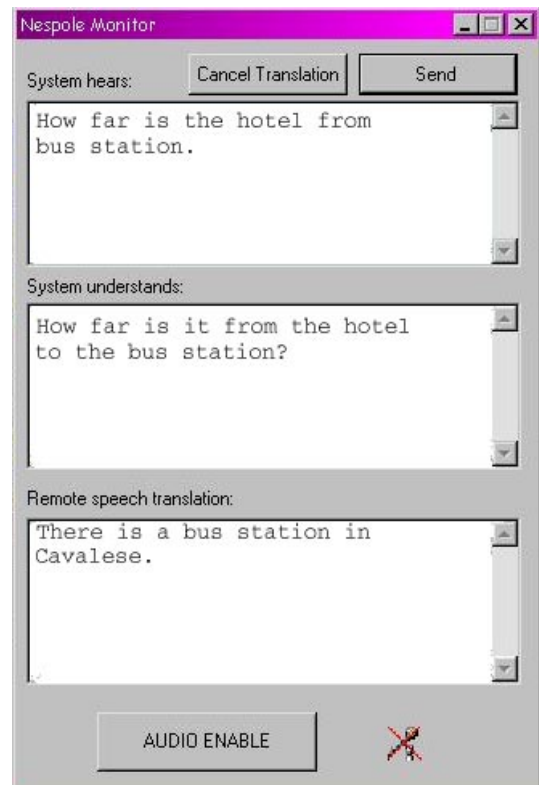 Nespole Monitor
System hears:
Cancel Translation
Send
How far is the hotel from
bus station.
System understands:
How far is it from the hotel
to the bus station?
Remote speech translation:
There is a bus station in
Cavalese.
AUDIO ENABLE